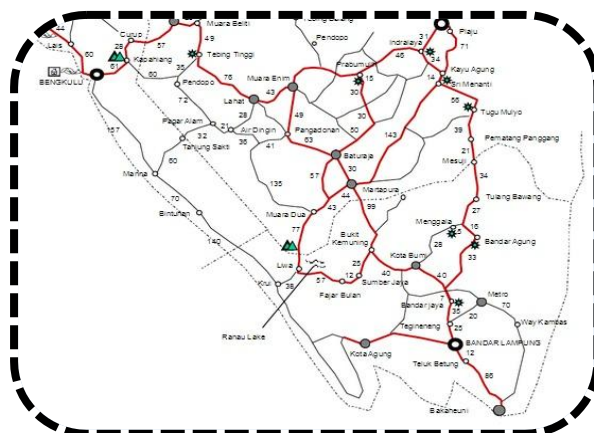 Muara Beliti
44
Curup
57
49
Lais
28
60
Kapahiang
Tebing Tinggi
61
60
35
BENGKULU
Pendopo
76
72
Pendopo
Prabumulih
15
30
46
Indralaya
31
34
Plaju
71
Muara Enim
43
Lahat
14
Kayu Agung
Sri Menanti
56
Tugu Mulyo
28
49
30
Pagar Alam
21
Air Dingin
Pangadonan
50
143
39
Pematang Panggang
32
Tanjung Sakti
36
41
63
21
157
60
Baturaja
Mesuji
34
Manna
57
30
135
44
Martapura
70
43
99
Tulang Bawang
27
Bintuhan
Muara Dua
Menggala
16
77
Bukit
Kemuning
28
Bandar Agung
140
25
Kota Bumi
33
Liwa
57
12
40
40
Krui
38
Sumber Jaya
Fajar Bulan
7
Metro
Bandar jaya
35
20
70
Ranau Lake
Tegineneng
25
Way Kambas
Kota Agung
BANDAR LAMPUNG
12
Teluk Betung
86
Bakaheuni